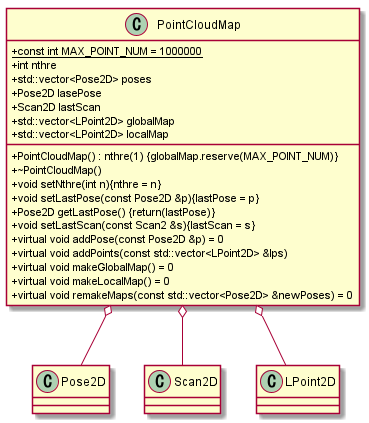 C PointCloudMap
+const int MAX_POINT_NUM = 1000000
+int nthre
+std::vector<Pose2D> poses
+Pose2D lasePose
+Scan2D lastScan
+std::vector<LPoint2D> globalMap
+std::vector<LPoint2D> localMap
+PointCloudMap() : nthre(1) {globalMap.reserve(MAX_POINT_NUM)}
+~PointCloudMap()
+void setNthre(int n){nthre = n}
+void setLastPose(const Pose2D &p){lastPose = p}
+Pose2D getLastPose() {return(lastPose)}
+void setLastScan(const Scan2 &s){lastScan = s}
+virtual void addPose(const Pose2D &p) = 0
+virtual void addPoints(const std::vector<LPoint2D> &lps)
+virtual void makeGlobalMap() = 0
+virtual void makeLocalMap() = 0
+virtual void remakeMaps(const std::vector<Pose2D> &newPoses) = 0
C Pose2D
C Scan2D
C LPoint2D